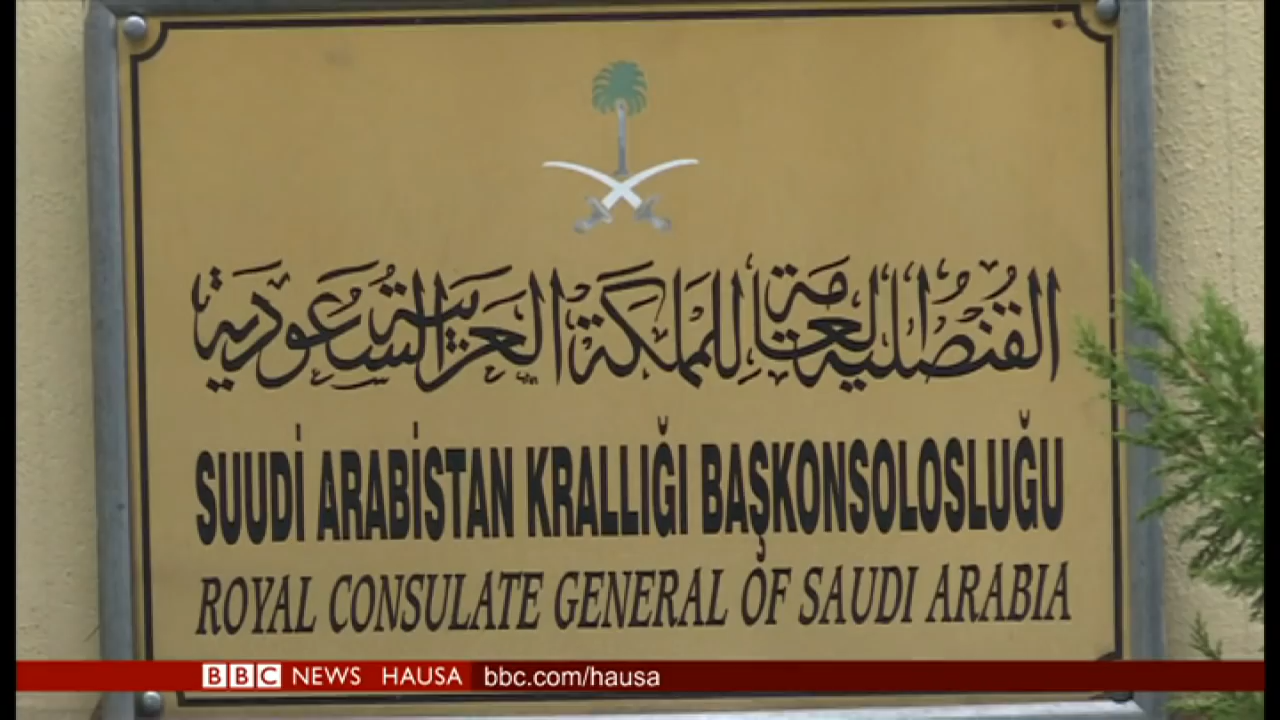 القنصلية العامة للمملكة العربية السعودية
SUUDİ ARABİSTAN KRALLIĞI BAŞKONSOLOSLUĞU
ROYAL CONSULATE GENERAL OF SAUDI ARABIA
BBC NEWS HAUSA bbc.com/hausa